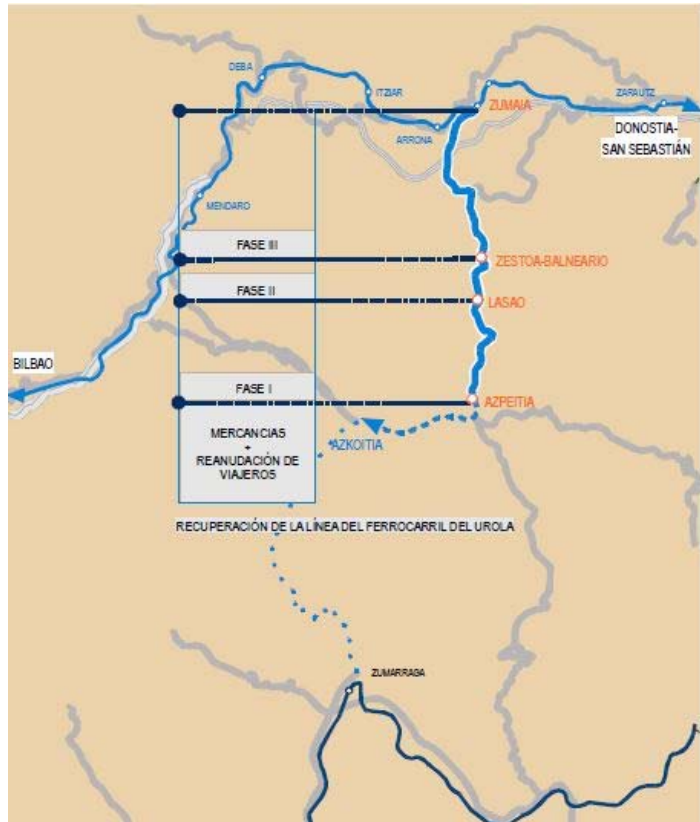 DEBA
ITZIAR
ZARAUTZ
ZUMAIA
DONOSTIA-
SAN SEBASTIÁN
ARRONA
MENDARO
FASE III
ZESTOA-BALNEARIO
FASE II
LASAO
BILBAO
FASE I
AZPEITIA
MERCANCIAS
+
REANUDACIÓN DE
VIAJEROS
AZKOITIA
RECUPERACIÓN DE LA LÍNEA DEL FERROCARRIL DEL UROLA
ZUMARRAGA